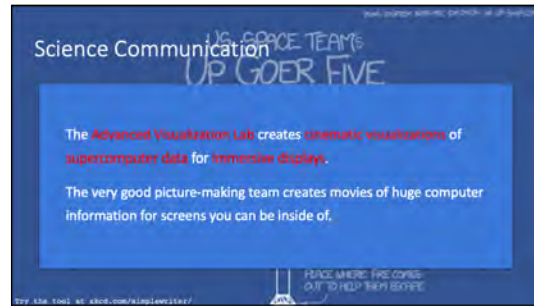 U.S. SPACE TEAM'S
Science Communication
UP GOER FIVE
The Advanced Visualization Lab creates cinematic visualizations of
supercomputer data for immersive displays.
The very good picture-making team creates movies of huge computer
information for screens you can be inside of.
PLACE WHERE FIRE COMES
OUT TO HELP THEM ESCAPE
Try the tool at xkcd.com/simplewriter/